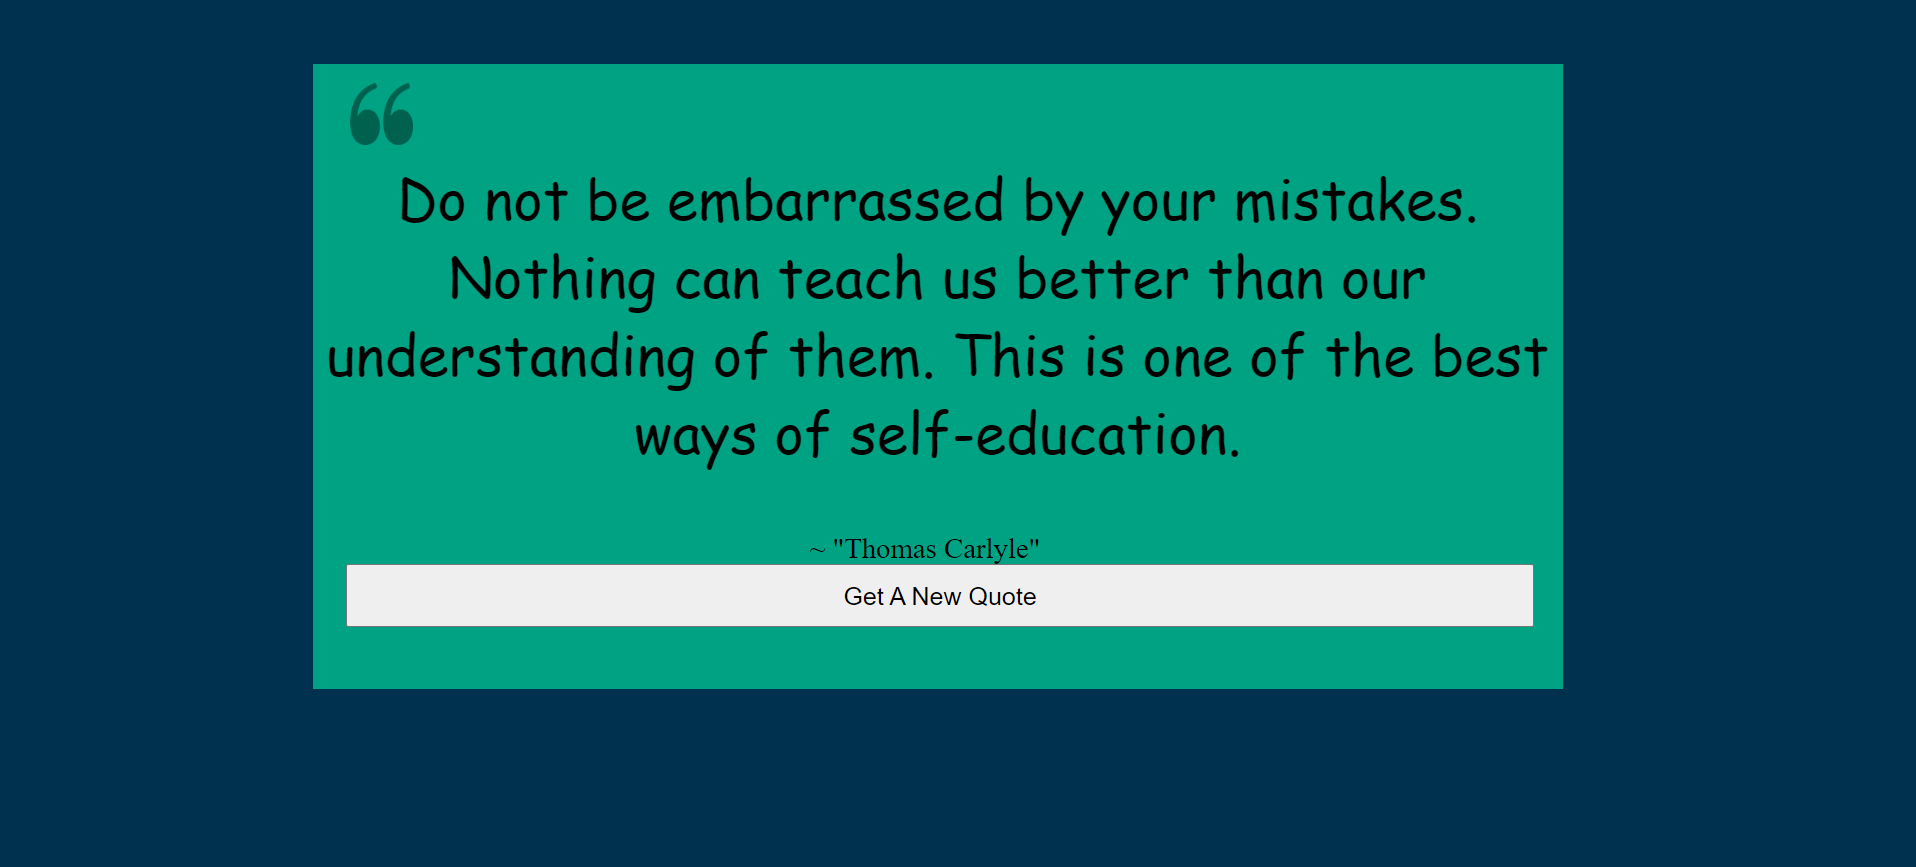 ❝
Do not be embarrassed by your mistakes.
Nothing can teach us better than our
understanding of them. This is one of the best
ways of self-education.
~ "Thomas Carlyle"
Get A New Quote